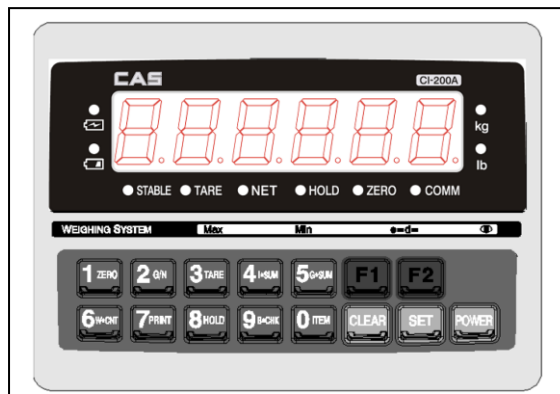 CAS CI-200A
kg
lb
STABLE TARE NET HOLD ZERO COMM
WEIGHING SYSTEM Max Min e=d=
1 ZERO 2 G/N 3 TARE 4 I•SUM 5 G•SUM F1 F2
6 W•CNT 7 PRINT 8 HOLD 9 B•CHK 0 ITEM CLEAR SET POWER